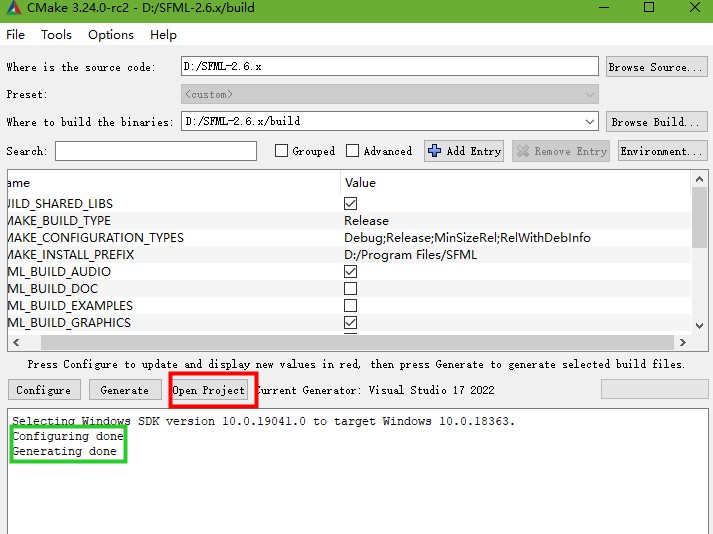 CMake 3.24.0-rc2 - D:/SFML-2.6.x/build
File Tools Options Help
Where is the source code: D:/SFML-2.6.x Browse Source...
Preset: <custom>
Where to build the binaries: D:/SFML-2.6.x/build Browse Build...
Search: Grouped Advanced Add Entry Remove Entry Environment...
ame Value
UILD_SHARED_LIBS
MAKE_BUILD_TYPE Release
MAKE_CONFIGURATION_TYPES Debug;Release;MinSizeRel;RelWithDebInfo
MAKE_INSTALL_PREFIX D:/Program Files/SFML
ML_BUILD_AUDIO
ML_BUILD_DOC
ML_BUILD_EXAMPLES
ML_BUILD_GRAPHICS
Press Configure to update and display new values in red, then press Generate to generate selected build files.
Configure Generate Open Project Current Generator: Visual Studio 17 2022
Selecting Windows SDK version 10.0.19041.0 to target Windows 10.0.18363.
Configuring done
Generating done